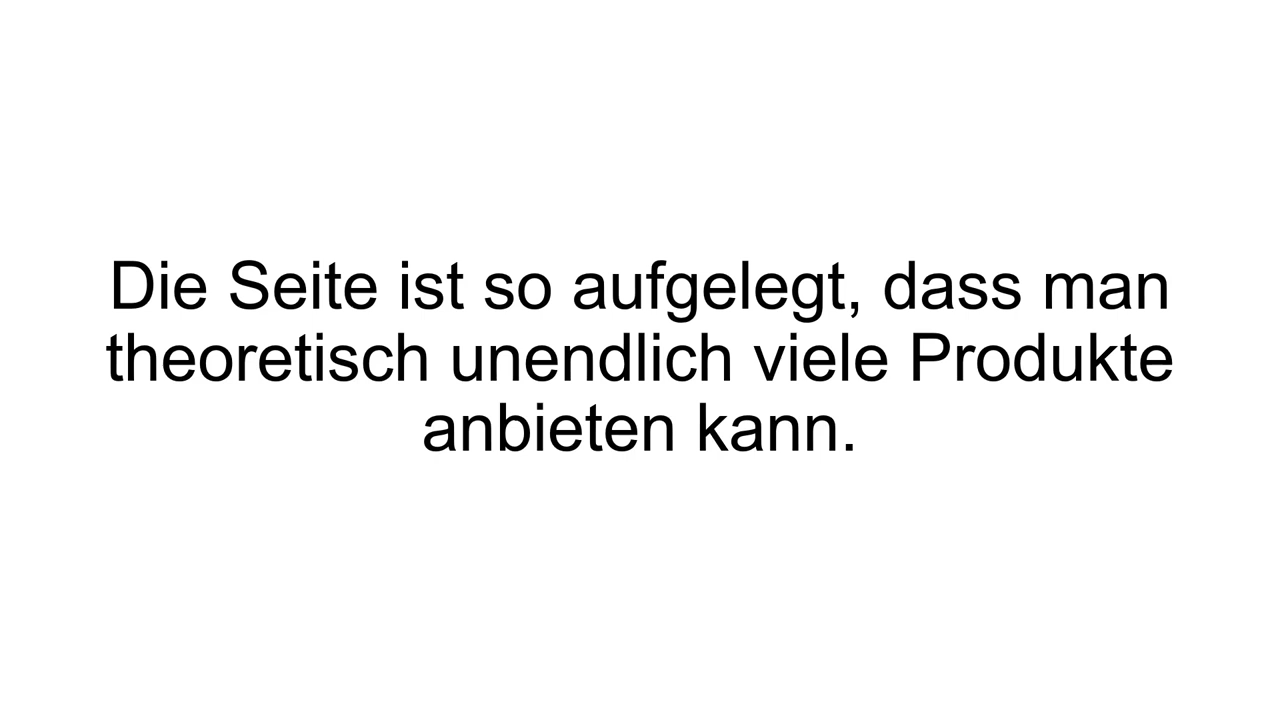 Die Seite ist so aufgelegt, dass man
theoretisch unendlich viele Produkte
anbieten kann.